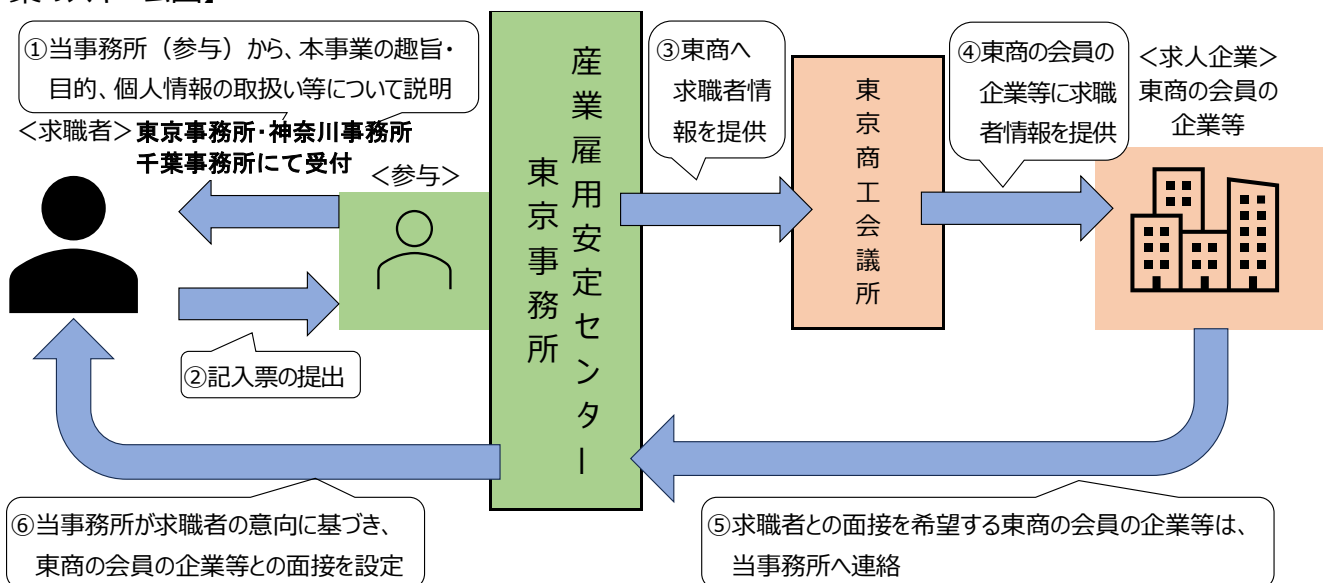 ①当事務所（参与）から、本事業の趣旨・
目的、個人情報の取扱い等について説明
＜求職者＞
東京事務所・神奈川事務所
千葉事務所にて受付
＜参与＞
②記入票の提出
産業雇用安定センター
東京事務所
③東商へ
求職者情
報を提供
東京商工会議所
④東商の会員の
企業等に求職
者情報を提供
＜求人企業＞
東商の会員の
企業等
⑤求職者との面接を希望する東商の会員の企業等は、
当事務所へ連絡
⑥当事務所が求職者の意向に基づき、
東商の会員の企業等との面接を設定